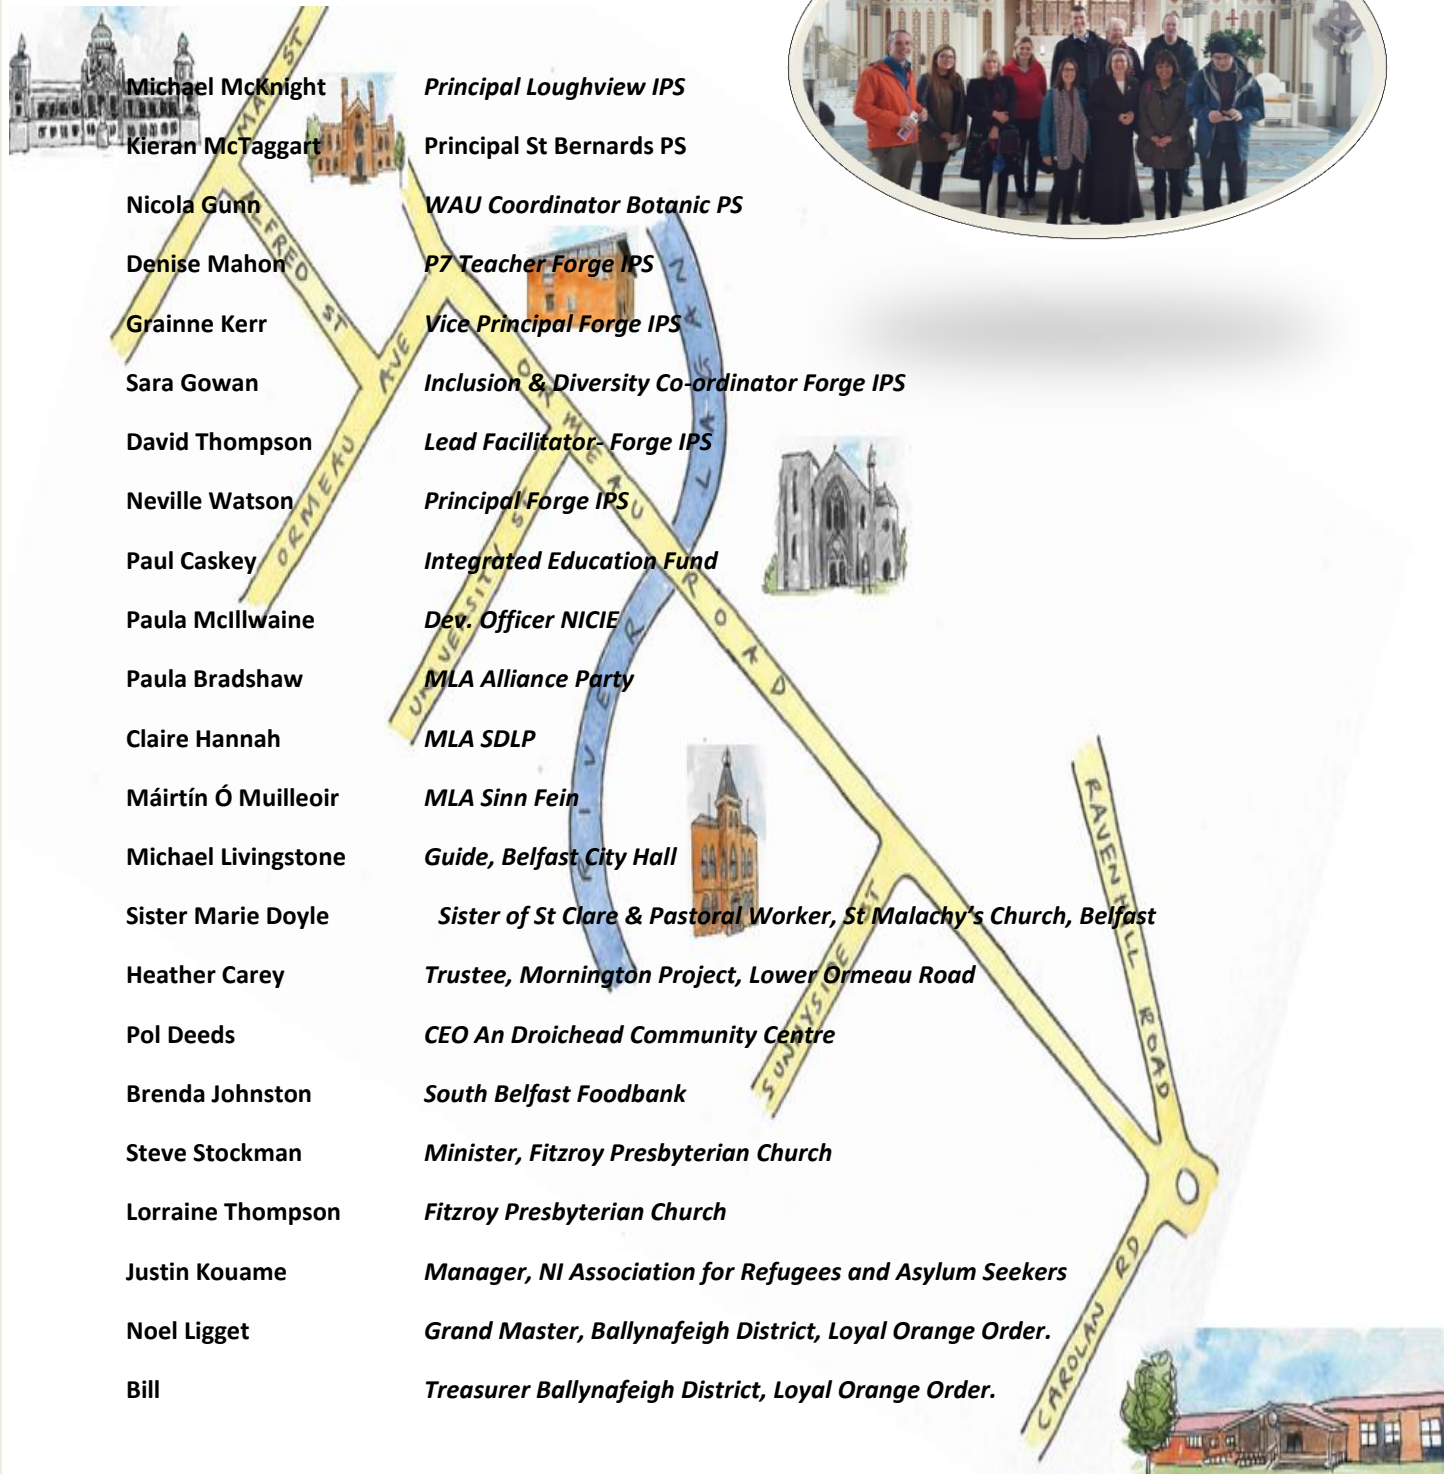 Michael McKnight Principal Loughview IPS
Kieran McTaggart Principal St Bernards PS
Nicola Gunn WAU Coordinator Botanic PS
Denise Mahon P7 Teacher Forge IPS
Grainne Kerr Vice Principal Forge IPS
Sara Gowan Inclusion & Diversity Co-ordinator Forge IPS
David Thompson Lead Facilitator- Forge IPS
Neville Watson Principal Forge IPS
Paul Caskey Integrated Education Fund
Paula McIllwaine Dev. Officer NICIE
Paula Bradshaw MLA Alliance Party
Claire Hannah MLA SDLP
Máirtín Ó Muilleoir MLA Sinn Fein
Michael Livingstone Guide, Belfast City Hall
Sister Marie Doyle Sister of St Clare & Pastoral Worker, St Malachy's Church, Belfast
Heather Carey Trustee, Mornington Project, Lower Ormeau Road
Pol Deeds CEO An Droichead Community Centre
Brenda Johnston South Belfast Foodbank
Steve Stockman Minister, Fitzroy Presbyterian Church
Lorraine Thompson Fitzroy Presbyterian Church
Justin Kouame Manager, NI Association for Refugees and Asylum Seekers
Noel Ligget Grand Master, Ballynafeigh District, Loyal Orange Order.
Bill Treasurer Ballynafeigh District, Loyal Orange Order.
MAY ST
ALFRED ST
ORMEAU AVE
ORMEAU ROAD
UNIVERSITY ST
RIVER LAGAN
SUNNYSIDE ST
RAVENHILL ROAD
CAROLAN RD